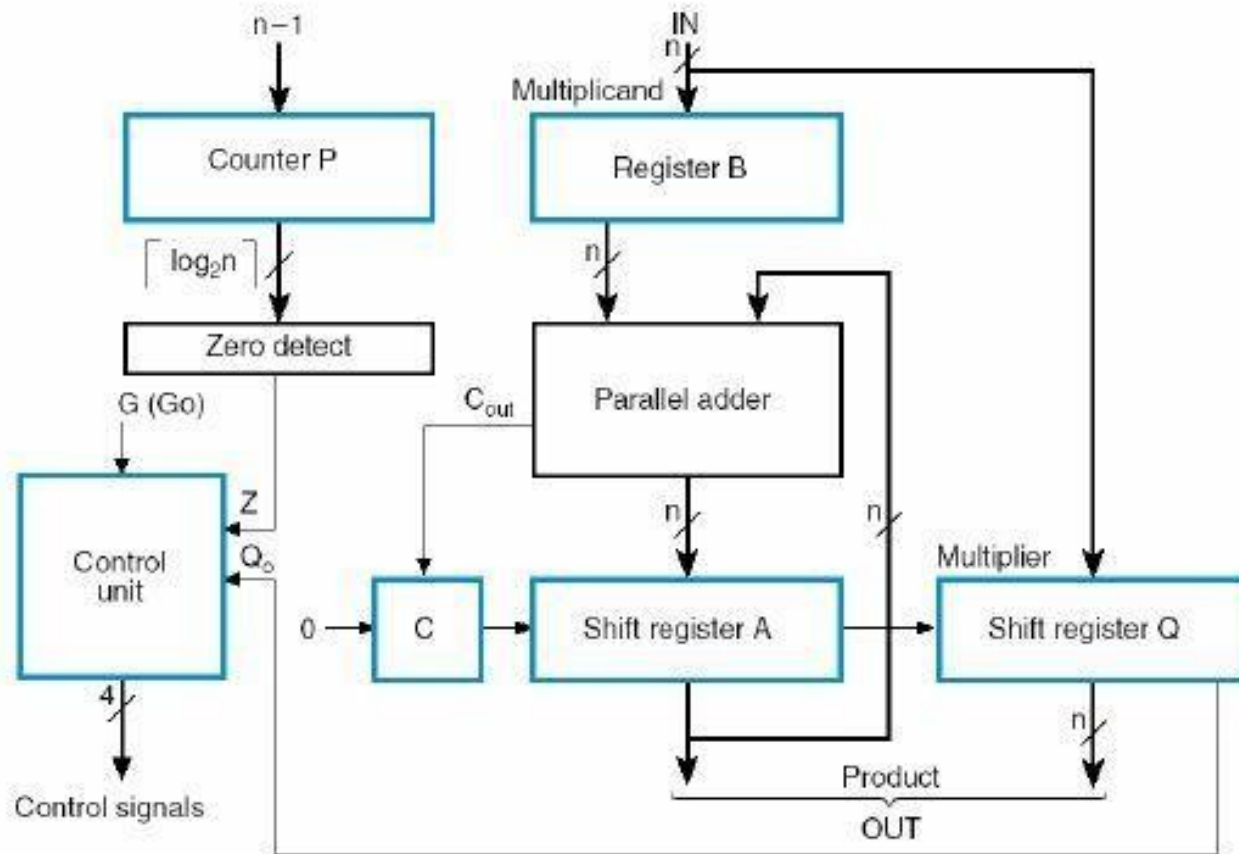 n−1
IN
n
Multiplicand
Counter P
Register B
⌈log₂n⌉
n
Zero detect
Parallel adder
G (Go)
Cout
Z
n
n
Control
unit
Qo
Multiplier
0
C
Shift register A
Shift register Q
4
n
Control signals
Product
OUT